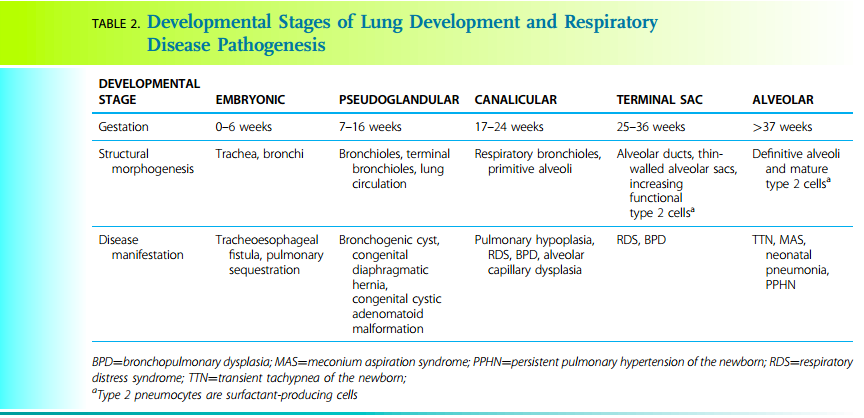 TABLE 2. Developmental Stages of Lung Development and Respiratory
Disease Pathogenesis
DEVELOPMENTAL
STAGE EMBRYONIC PSEUDOGLANDULAR CANALICULAR TERMINAL SAC ALVEOLAR
Gestation 0–6 weeks 7–16 weeks 17–24 weeks 25–36 weeks >37 weeks
Structural Trachea, bronchi Bronchioles, terminal Respiratory bronchioles, Alveolar ducts, thin- Definitive alveoli
morphogenesis bronchioles, lung primitive alveoli walled alveolar sacs, and mature
circulation increasing type 2 cellsa
functional
type 2 cellsa
Disease Tracheoesophageal Bronchogenic cyst, Pulmonary hypoplasia, RDS, BPD TTN, MAS,
manifestation fistula, pulmonary congenital RDS, BPD, alveolar neonatal
sequestration diaphragmatic capillary dysplasia pneumonia,
hernia, PPHN
congenital cystic
adenomatoid
malformation
BPD=bronchopulmonary dysplasia; MAS=meconium aspiration syndrome; PPHN=persistent pulmonary hypertension of the newborn; RDS=respiratory
distress syndrome; TTN=transient tachypnea of the newborn;
aType 2 pneumocytes are surfactant-producing cells